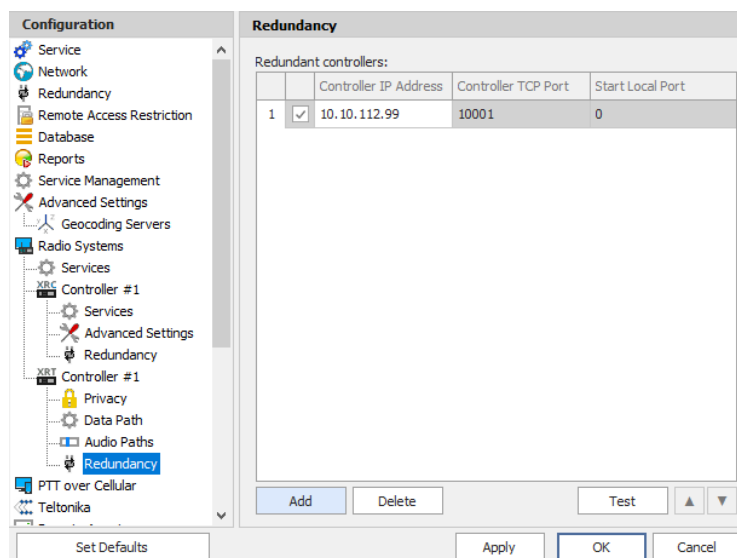 Configuration
Service
Network
Redundancy
Remote Access Restriction
Database
Reports
Service Management
Advanced Settings
Geocoding Servers
Radio Systems
Services
XRC Controller #1
Services
Advanced Settings
Redundancy
XRT Controller #1
Privacy
Data Path
Audio Paths
Redundancy
PTT over Cellular
Teltonika
Set Defaults
Redundancy
Redundant controllers:
Controller IP Address Controller TCP Port Start Local Port
1 10.10.112.99 10001 0
Add Delete Test
Apply OK Cancel